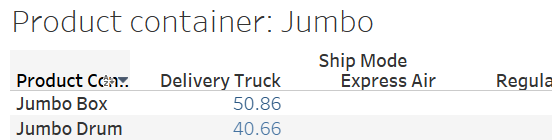 Product container: Jumbo
Ship Mode
Product Con.. Delivery Truck Express Air Regula
Jumbo Box 50.86
Jumbo Drum 40.66